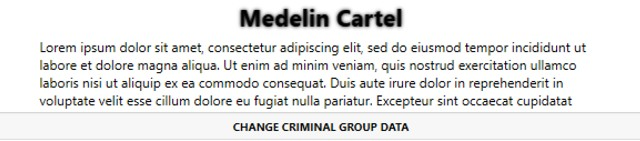 Medelin Cartel
Lorem ipsum dolor sit amet, consectetur adipiscing elit, sed do eiusmod tempor incididunt ut
labore et dolore magna aliqua. Ut enim ad minim veniam, quis nostrud exercitation ullamco
laboris nisi ut aliquip ex ea commodo consequat. Duis aute irure dolor in reprehenderit in
voluptate velit esse cillum dolore eu fugiat nulla pariatur. Excepteur sint occaecat cupidatat
CHANGE CRIMINAL GROUP DATA